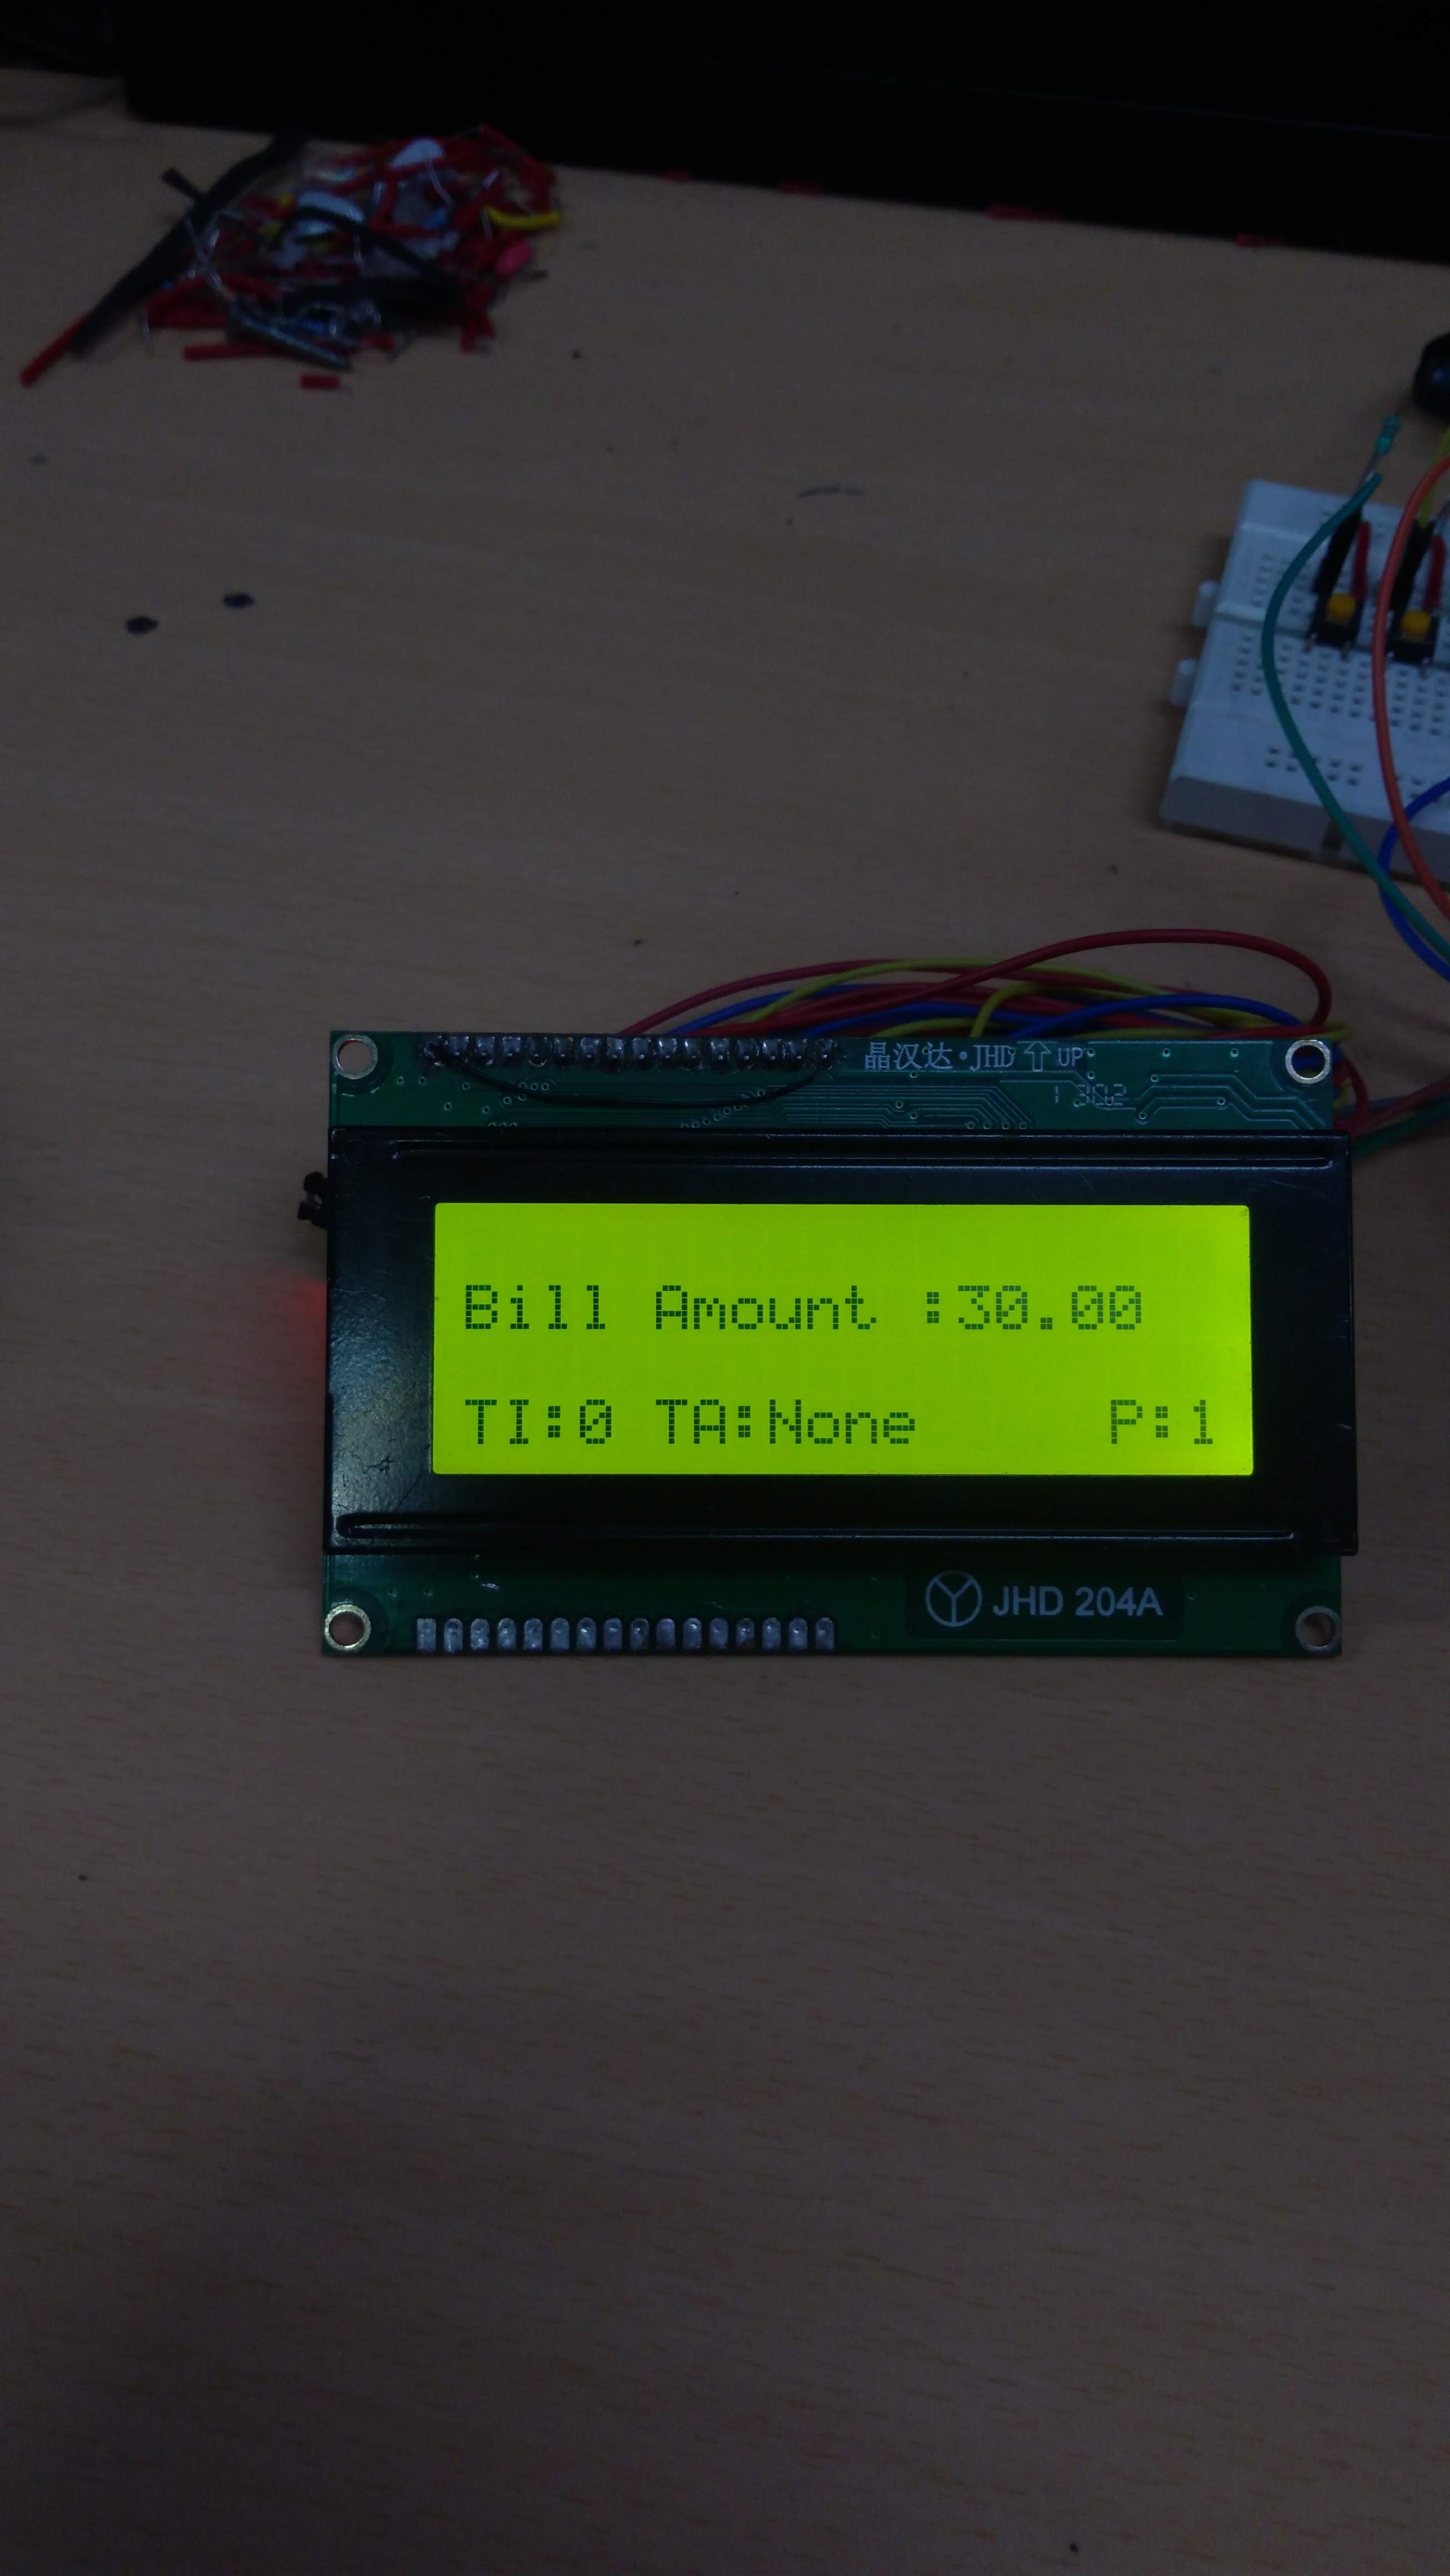 晶汉达·JHD UP
Bill Amount :30.00
TI:0 TA:None P:1
JHD 204A